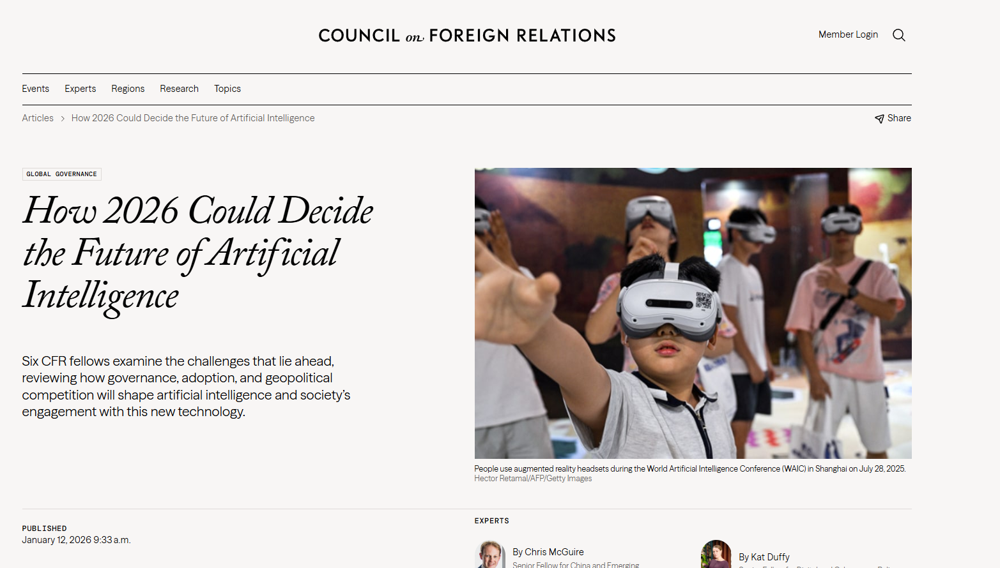 COUNCIL on FOREIGN RELATIONS
Member Login
Events Experts Regions Research Topics
Articles > How 2026 Could Decide the Future of Artificial Intelligence
Share
GLOBAL GOVERNANCE
How 2026 Could Decide
the Future of Artificial
Intelligence
Six CFR fellows examine the challenges that lie ahead,
reviewing how governance, adoption, and geopolitical
competition will shape artificial intelligence and society’s
engagement with this new technology.
People use augmented reality headsets during the World Artificial Intelligence Conference (WAIC) in Shanghai on July 28, 2025.
Hector Retamal/AFP/Getty Images
PUBLISHED
January 12, 2026 9:33 a.m.
EXPERTS
By Chris McGuire
Senior Fellow for China and Emerging
By Kat Duffy